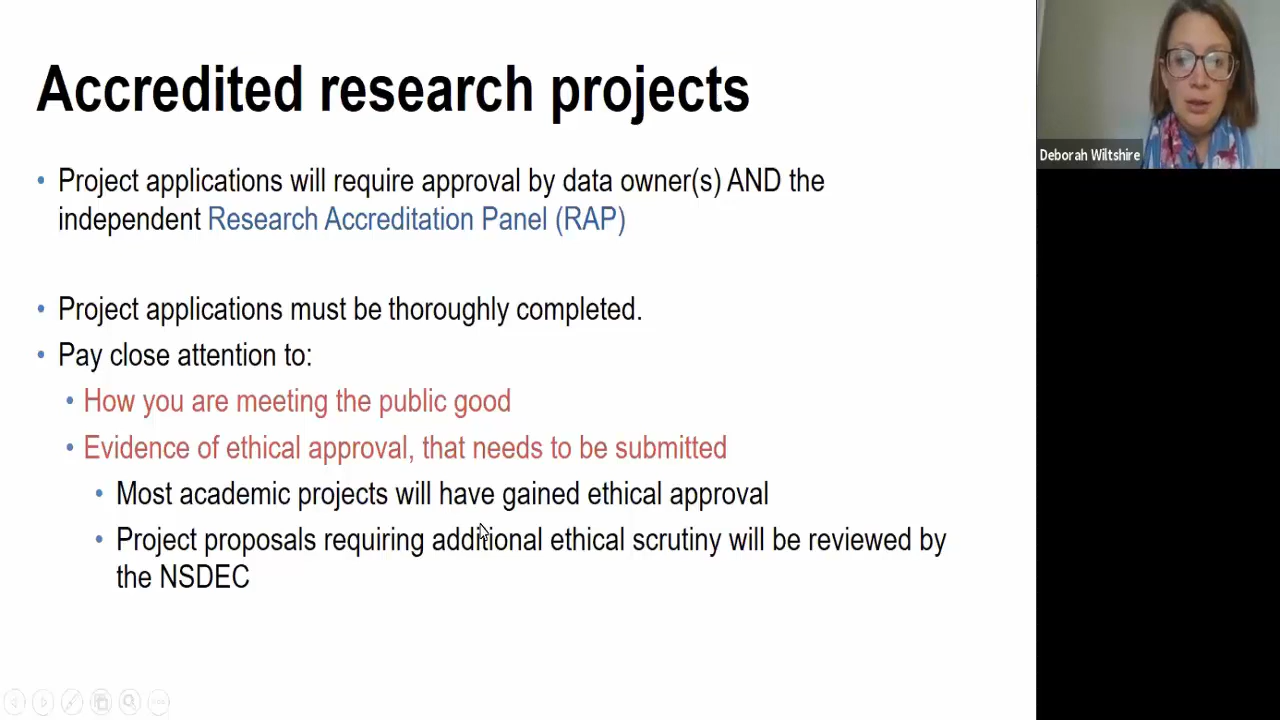 Accredited research projects
Project applications will require approval by data owner(s) AND the
independent Research Accreditation Panel (RAP)
Project applications must be thoroughly completed.
Pay close attention to:
How you are meeting the public good
Evidence of ethical approval, that needs to be submitted
Most academic projects will have gained ethical approval
Project proposals requiring additional ethical scrutiny will be reviewed by
the NSDEC
Deborah Wiltshire